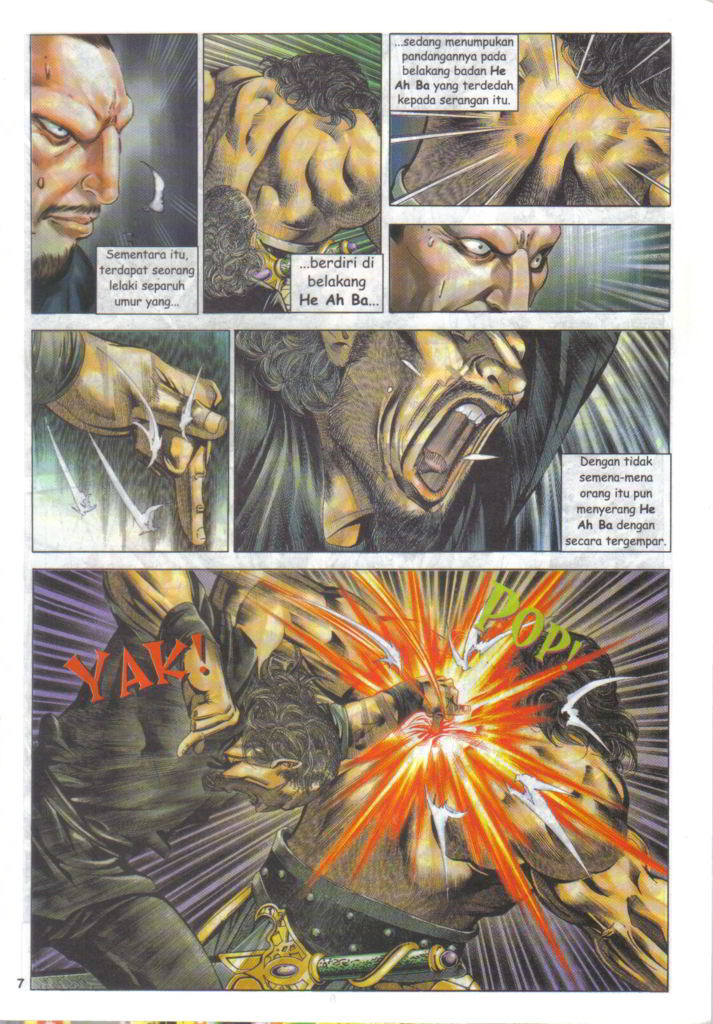 Sementara itu,
terdapat seorang
lelaki separuh
umur yang...
...berdiri di
belakang
He Ah Ba...
...sedang menumpukan
pandangannya pada
belakang badan He
Ah Ba yang terdedah
kepada serangan itu.
Dengan tidak
semena-mena
orang itu pun
menyerang He
Ah Ba dengan
secara tergempar.
YAK!
POP!
7